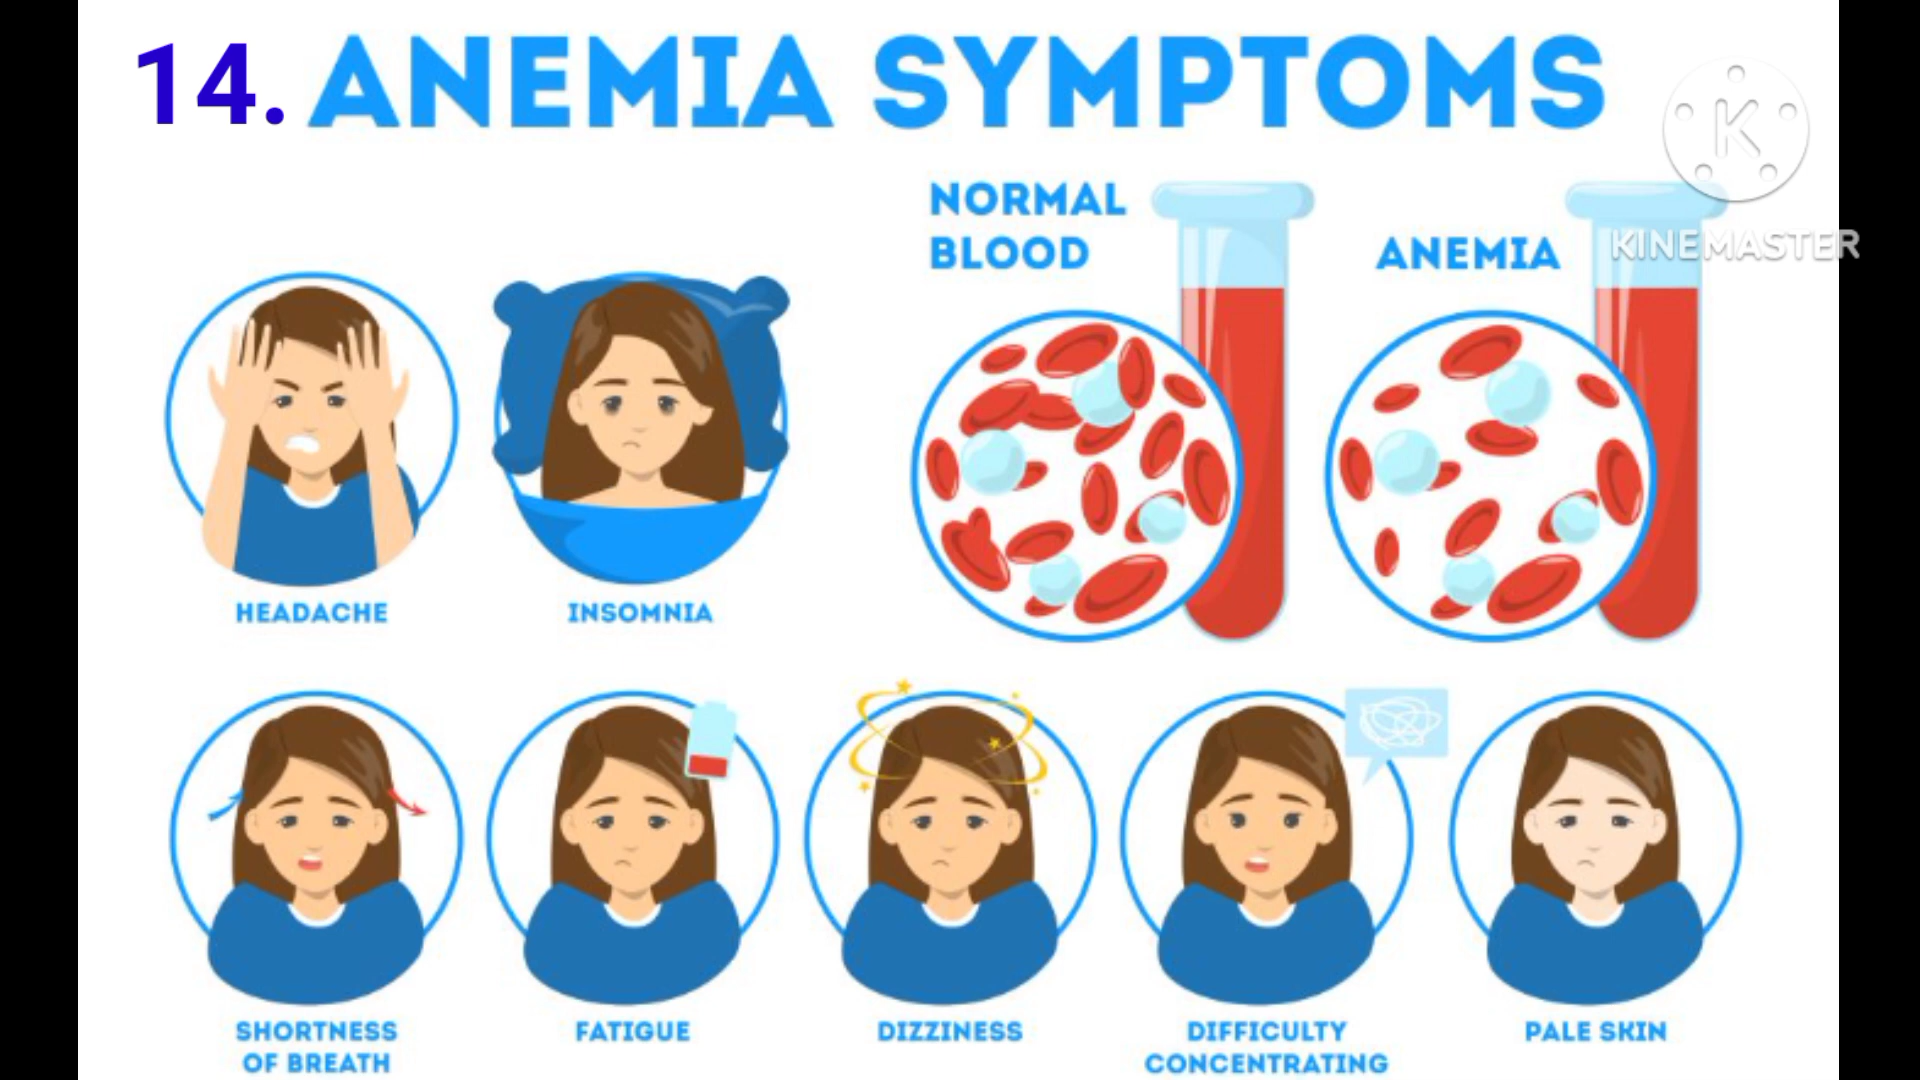 14. ANEMIA SYMPTOMS
K
KINEMASTER
NORMAL
BLOOD
ANEMIA
HEADACHE
INSOMNIA
SHORTNESS
OF BREATH
FATIGUE
DIZZINESS
DIFFICULTY
CONCENTRATING
PALE SKIN